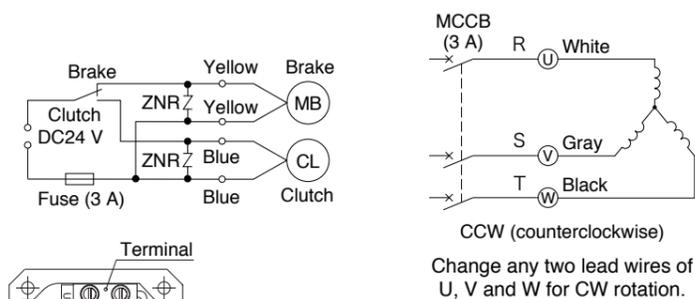 Brake
Clutch
DC24 V
Fuse (3 A)
ZNR
ZNR
Yellow
Yellow
Blue
Blue
Brake
MB
CL
Clutch
Terminal
MCCB
(3 A)
R
U
White
S
V
Gray
T
W
Black
CCW (counterclockwise)
Change any two lead wires of
U, V and W for CW rotation.